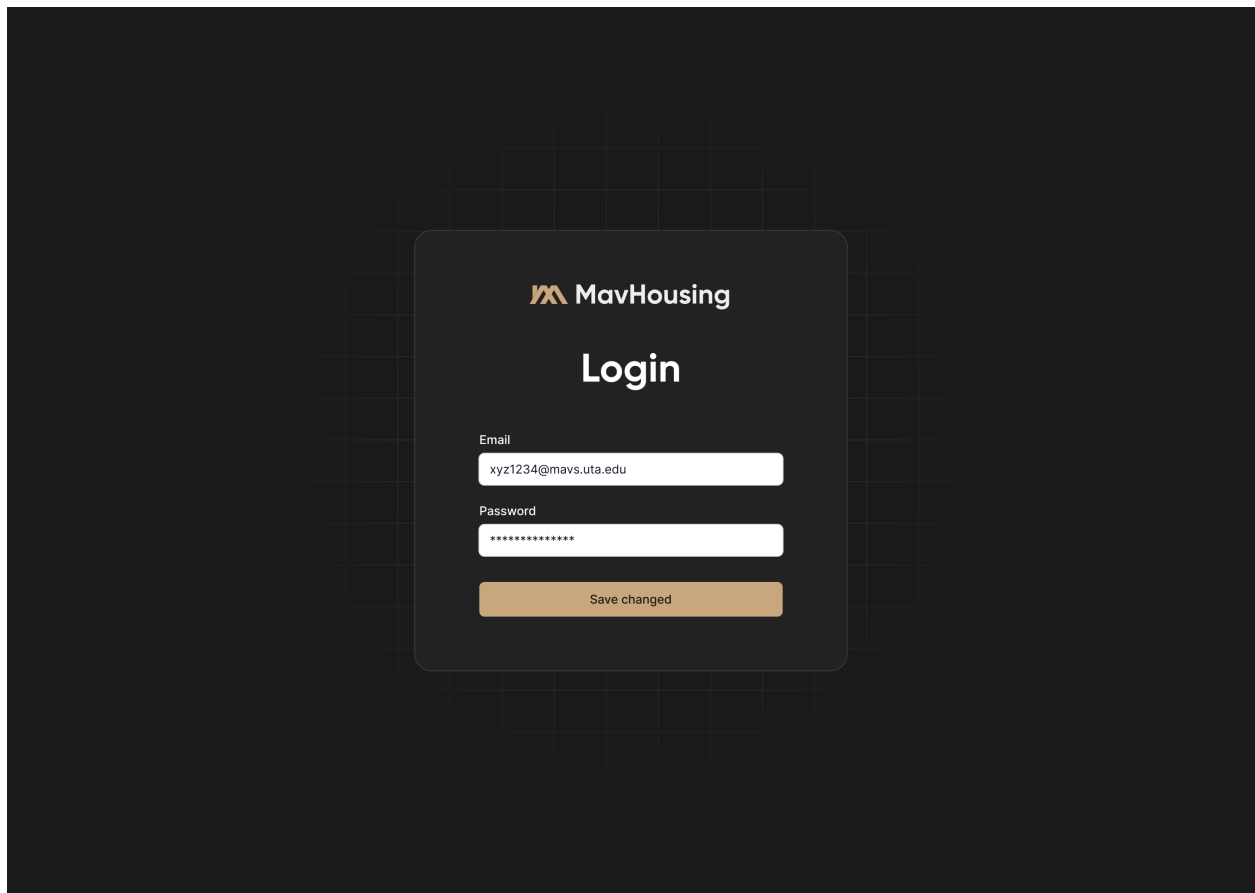 MavHousing
Login
Email
xyz1234@mavs.uta.edu
Password
**************
Save changed